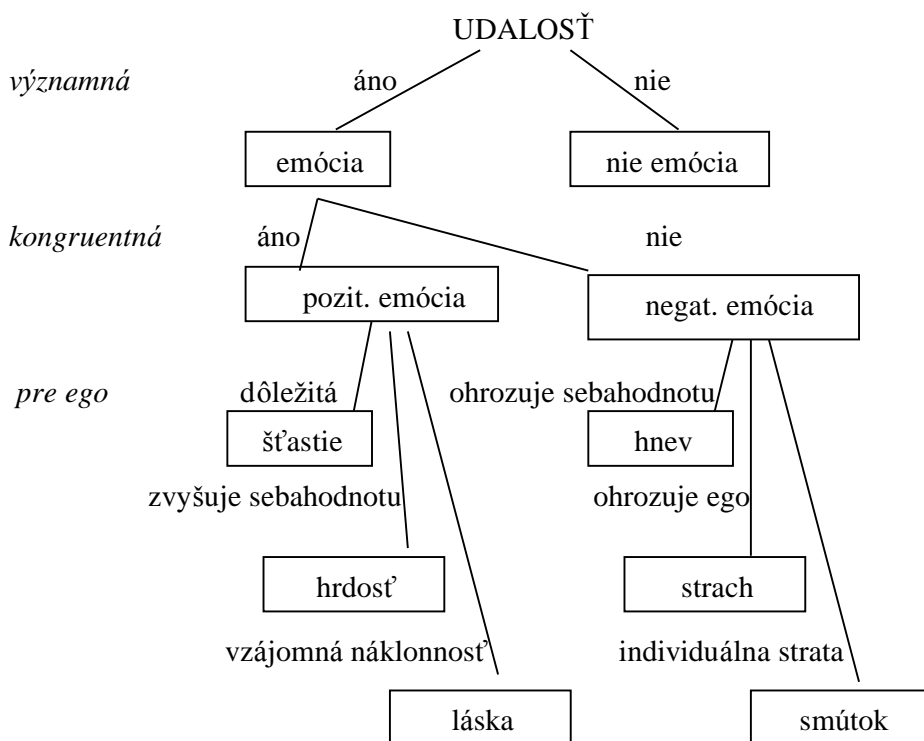 UDALOSŤ
významná áno nie
emócia nie emócia
kongruentná áno nie
pozit. emócia negat. emócia
pre ego dôležitá ohrozuje sebahodnotu
šťastie hnev
zvyšuje sebahodnotu ohrozuje ego
hrdosť strach
vzájomná náklonnosť individuálna strata
láska smútok